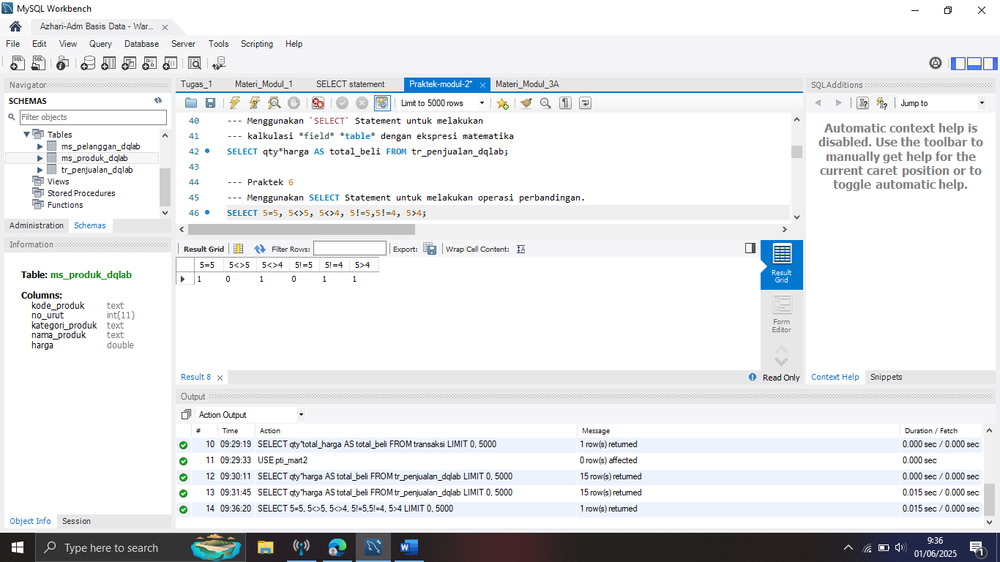 MySQL Workbench
Azhari-Adm Basis Data - War...
File Edit View Query Database Server Tools Scripting Help
Navigator
SCHEMAS
Filter objects
Tables
ms_pelanggan_dqlab
ms_produk_dqlab
tr_penjualan_dqlab
Views
Stored Procedures
Functions
Administration Schemas
Information
Table: ms_produk_dqlab
Columns:
kode_produk text
no_urut int(11)
kategori_produk text
nama_produk text
harga double
Object Info Session
Tugas_1 Materi_Modul_1 SELECT statement Praktek-modul-2* Materi_Modul_3A
Limit to 5000 rows
40 --- Menggunakan `SELECT` Statement untuk melakukan
41 --- kalkulasi *field* *table* dengan ekspresi matematika
42 SELECT qty*harga AS total_beli FROM tr_penjualan_dqlab;
43
44 --- Praktek 6
45 --- Menggunakan SELECT Statement untuk melakukan operasi perbandingan.
46 SELECT 5=5, 5<>5, 5<>4, 5!=5,5!=4, 5>4;
Result Grid Filter Rows: Export: Wrap Cell Content:
5=5 5<>5 5<>4 5!=5 5!=4 5>4
1 0 1 0 1 1
Result Grid
Form Editor
Result 8
Read Only
SQLAdditions
Jump to
Automatic context help is
disabled. Use the toolbar to
manually get help for the
current caret position or to
toggle automatic help.
Context Help Snippets
Output
Action Output
# Time Action Message Duration / Fetch
10 09:29:19 SELECT qty*total_harga AS total_beli FROM transaksi LIMIT 0, 5000 1 row(s) returned 0.000 sec / 0.000 sec
11 09:29:33 USE pti_mart2 0 row(s) affected 0.000 sec
12 09:30:11 SELECT qty*harga AS total_beli FROM tr_penjualan_dqlab LIMIT 0, 5000 15 row(s) returned 0.000 sec / 0.000 sec
13 09:31:45 SELECT qty*harga AS total_beli FROM tr_penjualan_dqlab LIMIT 0, 5000 15 row(s) returned 0.015 sec / 0.000 sec
14 09:36:20 SELECT 5=5, 5<>5, 5<>4, 5!=5,5!=4, 5>4 LIMIT 0, 5000 1 row(s) returned 0.015 sec / 0.000 sec
Type here to search
9:36
01/06/2025
1